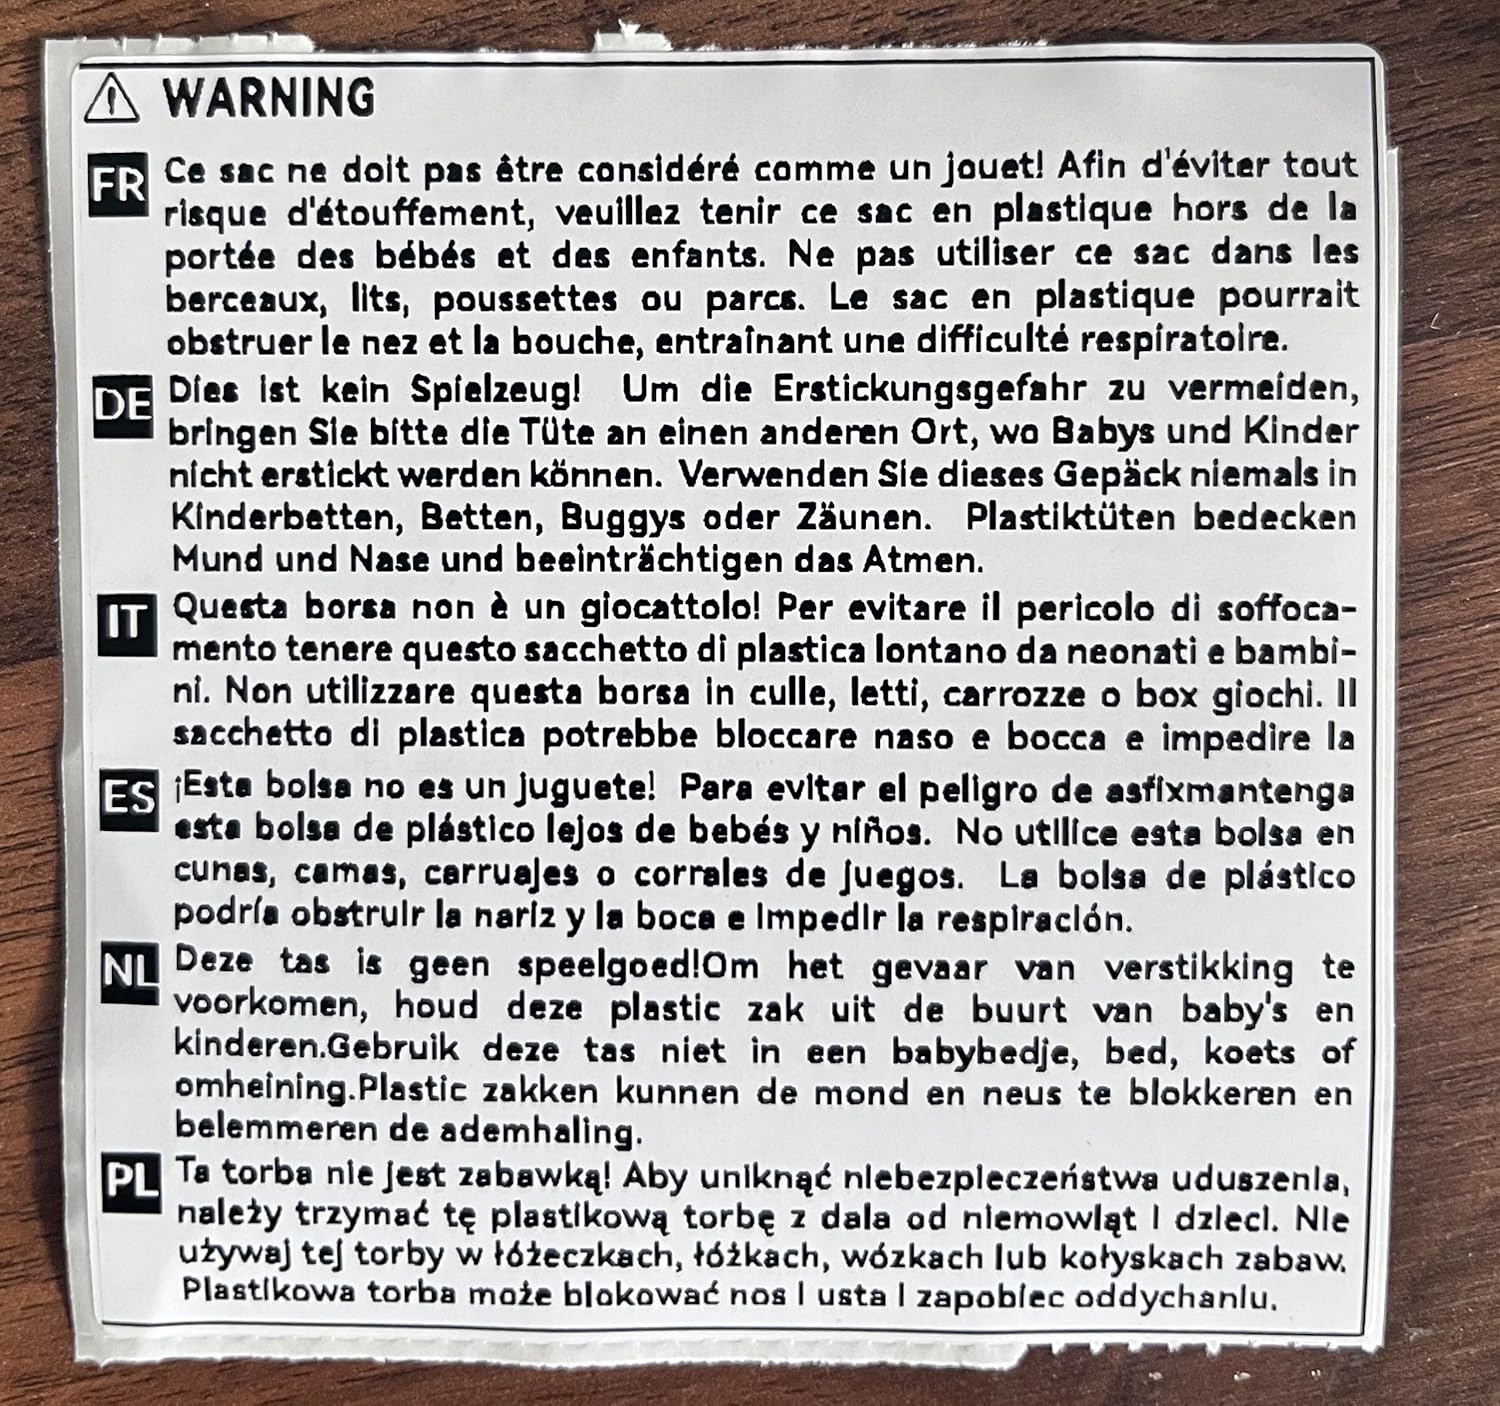 WARNING
FR Ce sac ne doit pas être considéré comme un jouet! Afin d'éviter tout
risque d'étouffement, veuillez tenir ce sac en plastique hors de la
portée des bébés et des enfants. Ne pas utiliser ce sac dans les
berceaux, lits, poussettes ou parcs. Le sac en plastique pourrait
obstruer le nez et la bouche, entraînant une difficulté respiratoire.
DE Dies ist kein Spielzeug! Um die Erstickungsgefahr zu vermeiden,
bringen Sie bitte die Tüte an einen anderen Ort, wo Babys und Kinder
nicht erstickt werden können. Verwenden Sie dieses Gepäck niemals in
Kinderbetten, Betten, Buggys oder Zäunen. Plastiktüten bedecken
Mund und Nase und beeinträchtigen das Atmen.
IT Questa borsa non è un giocattolo! Per evitare il pericolo di soffoca-
mento tenere questo sacchetto di plastica lontano da neonati e bambi-
ni. Non utilizzare questa borsa in culle, letti, carrozze o box giochi. Il
sacchetto di plastica potrebbe bloccare naso e bocca e impedire la
ES ¡Esta bolsa no es un juguete! Para evitar el peligro de asfixmantenga
esta bolsa de plástico lejos de bebés y niños. No utilice esta bolsa en
cunas, camas, carruajes o corrales de juegos. La bolsa de plástico
podría obstruir la nariz y la boca e impedir la respiración.
NL Deze tas is geen speelgoed!Om het gevaar van verstikking te
voorkomen, houd deze plastic zak uit de buurt van baby's en
kinderen.Gebruik deze tas niet in een babybedje, bed, koets of
omheining.Plastic zakken kunnen de mond en neus te blokkeren en
belemmeren de ademhaling.
PL Ta torba nie jest zabawką! Aby uniknąć niebezpieczeństwa uduszenia,
należy trzymać tę plastikową torbę z dala od niemowląt i dzieci. Nie
używaj tej torby w łóżeczkach, łóżkach, wózkach lub kołyskach zabaw.
Plastikowa torba może blokować nos i usta i zapobiec oddychaniu.